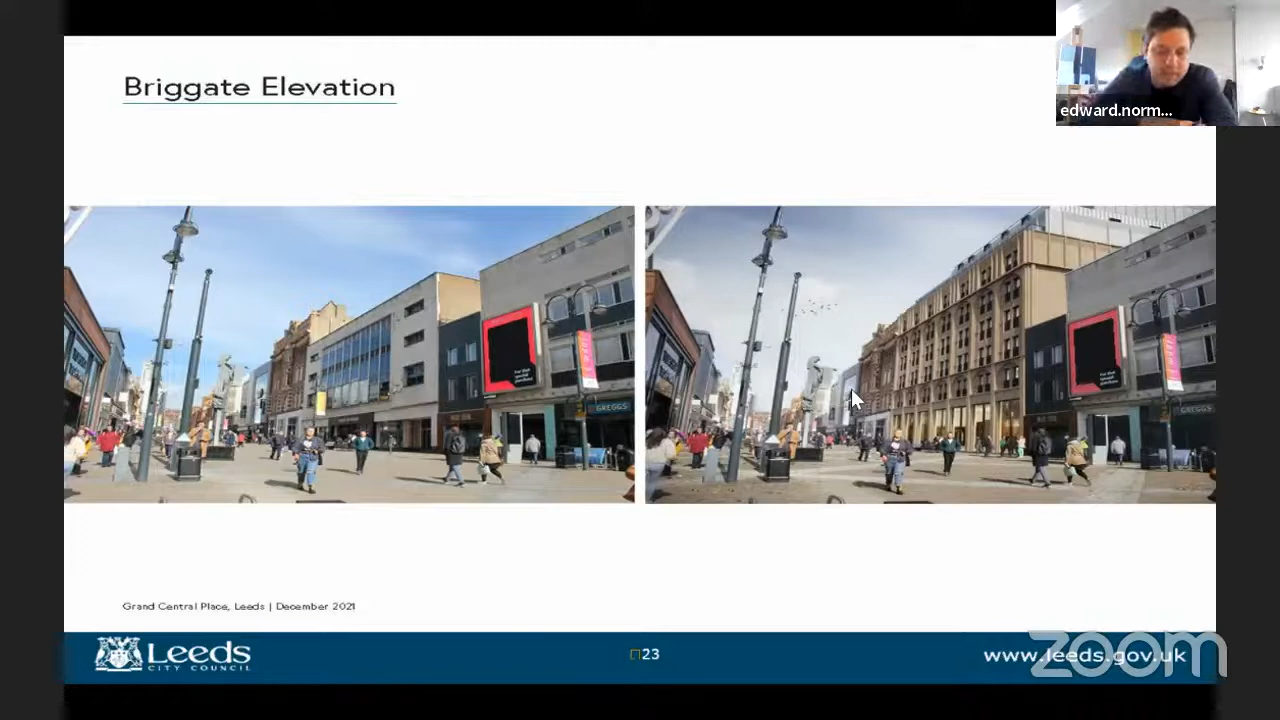 Briggate Elevation
edward.norm...
GREGGS
GREGGS
Grand Central Place, Leeds | December 2021
Leeds
CITY COUNCIL
23
www.leeds.gov.uk
zoom